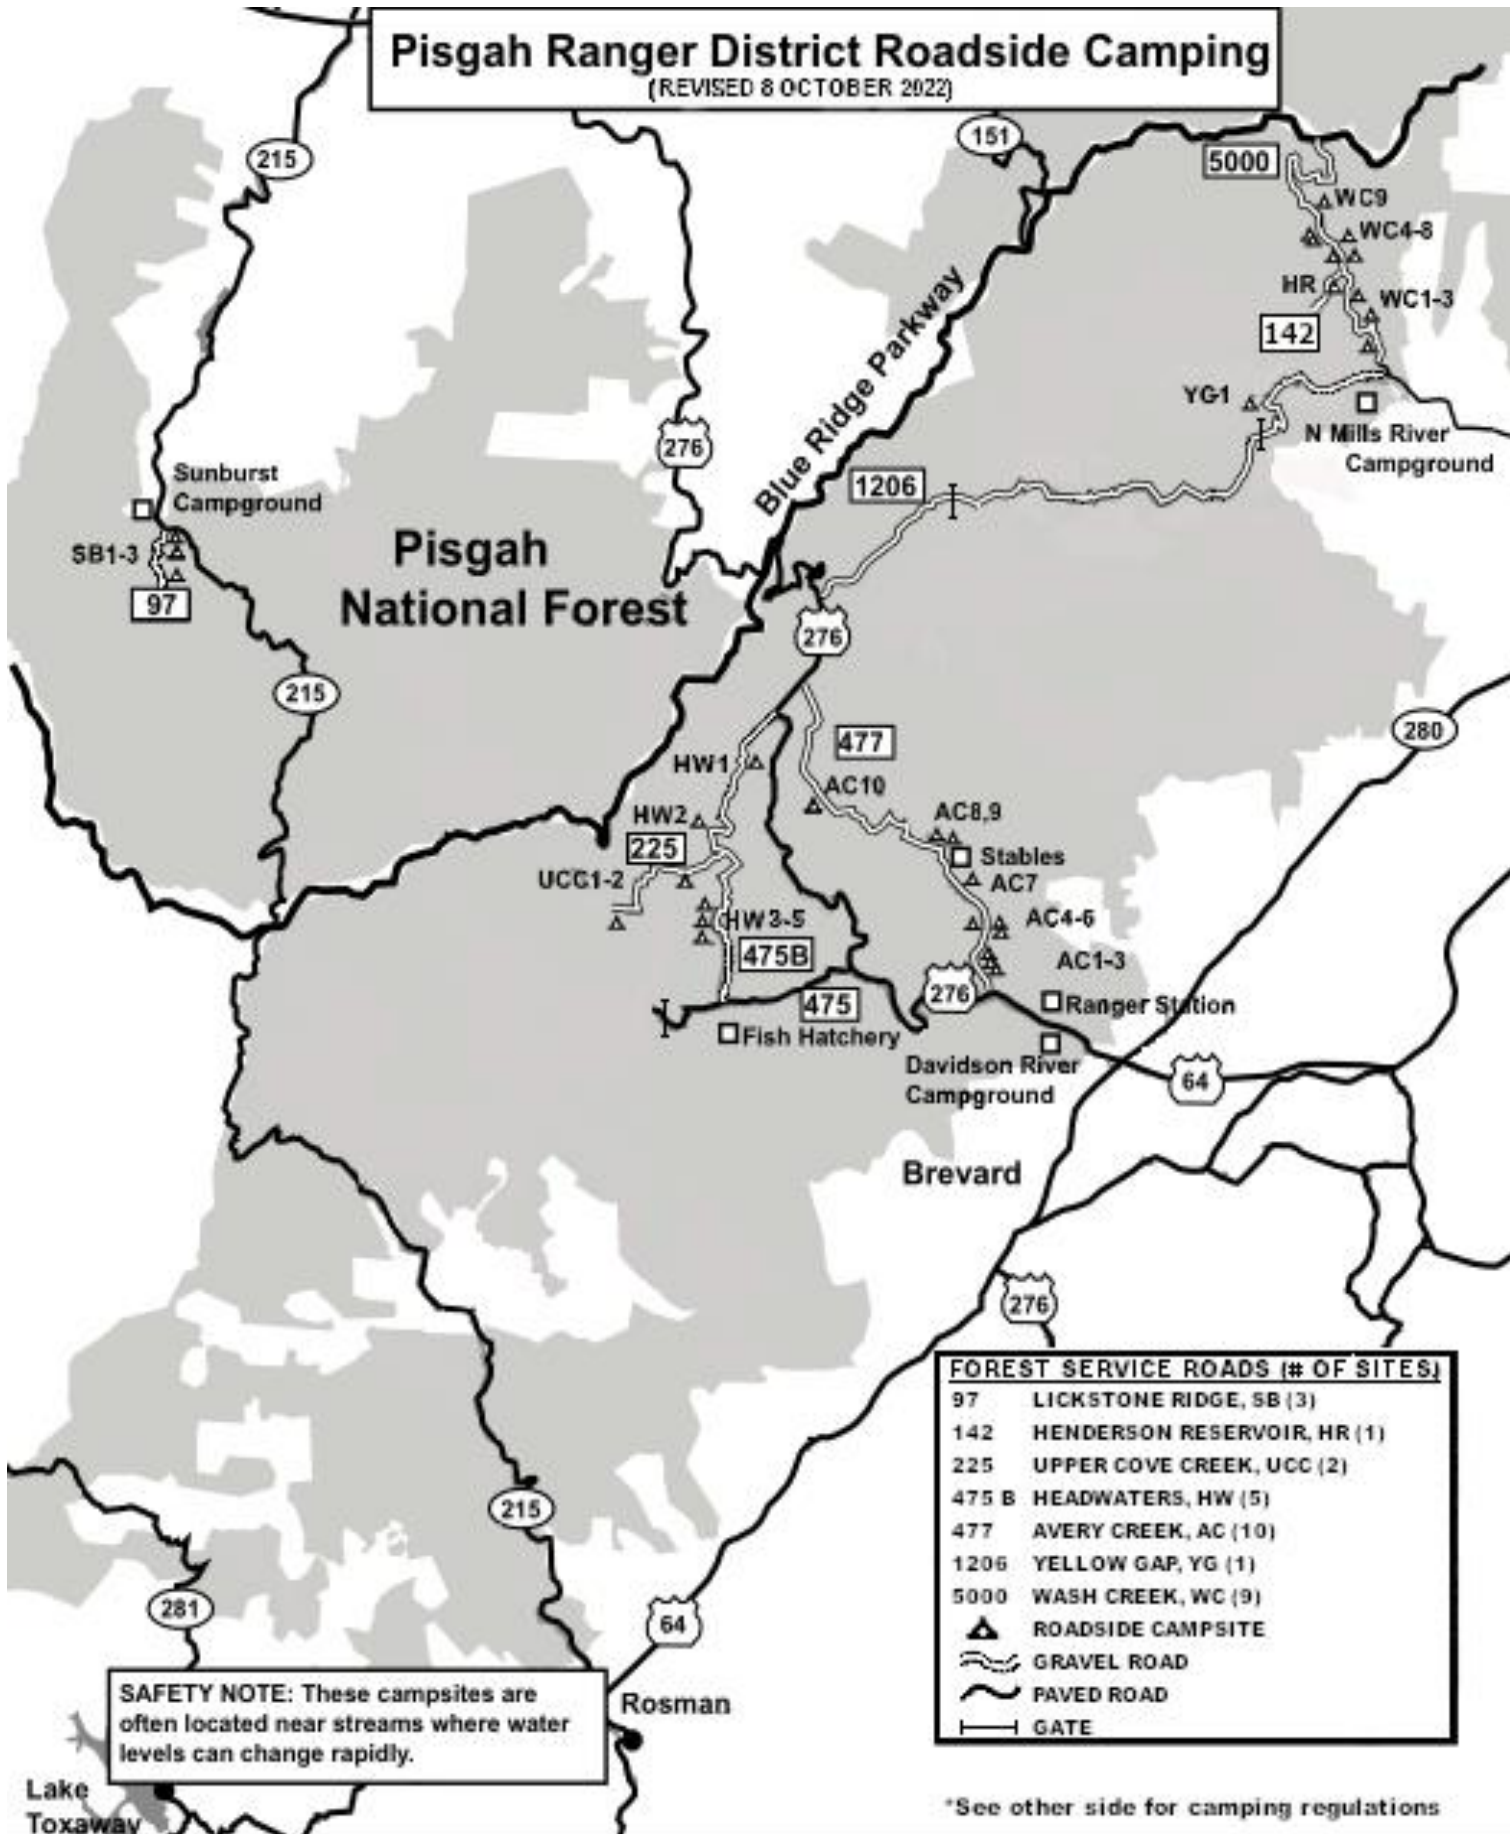 Pisgah Ranger District Roadside Camping
(REVISED 8 OCTOBER 2022)
151
215
5000
WC9
WC4-8
HR
WC1-3
142
Blue Ridge Parkway
YG1
276
N Mills River
Campground
Sunburst
Campground
1206
SB1-3
Pisgah
National Forest
97
276
215
280
477
HW1
AC10
HW2
AC8,9
225
Stables
UCC1-2
AC7
HW3-5
AC4-6
475B
AC1-3
276
475
Ranger Station
Fish Hatchery
Davidson River
Campground
64
Brevard
276
FOREST SERVICE ROADS (# OF SITES)
97 LICKSTONE RIDGE, SB (3)
142 HENDERSON RESERVOIR, HR (1)
225 UPPER COVE CREEK, UCC (2)
475 B HEADWATERS, HW (5)
477 AVERY CREEK, AC (10)
1206 YELLOW GAP, YG (1)
5000 WASH CREEK, WC (9)
ROADSIDE CAMPSITE
GRAVEL ROAD
PAVED ROAD
GATE
215
281
64
SAFETY NOTE: These campsites are
often located near streams where water
levels can change rapidly.
Rosman
Lake
Toxaway
*See other side for camping regulations